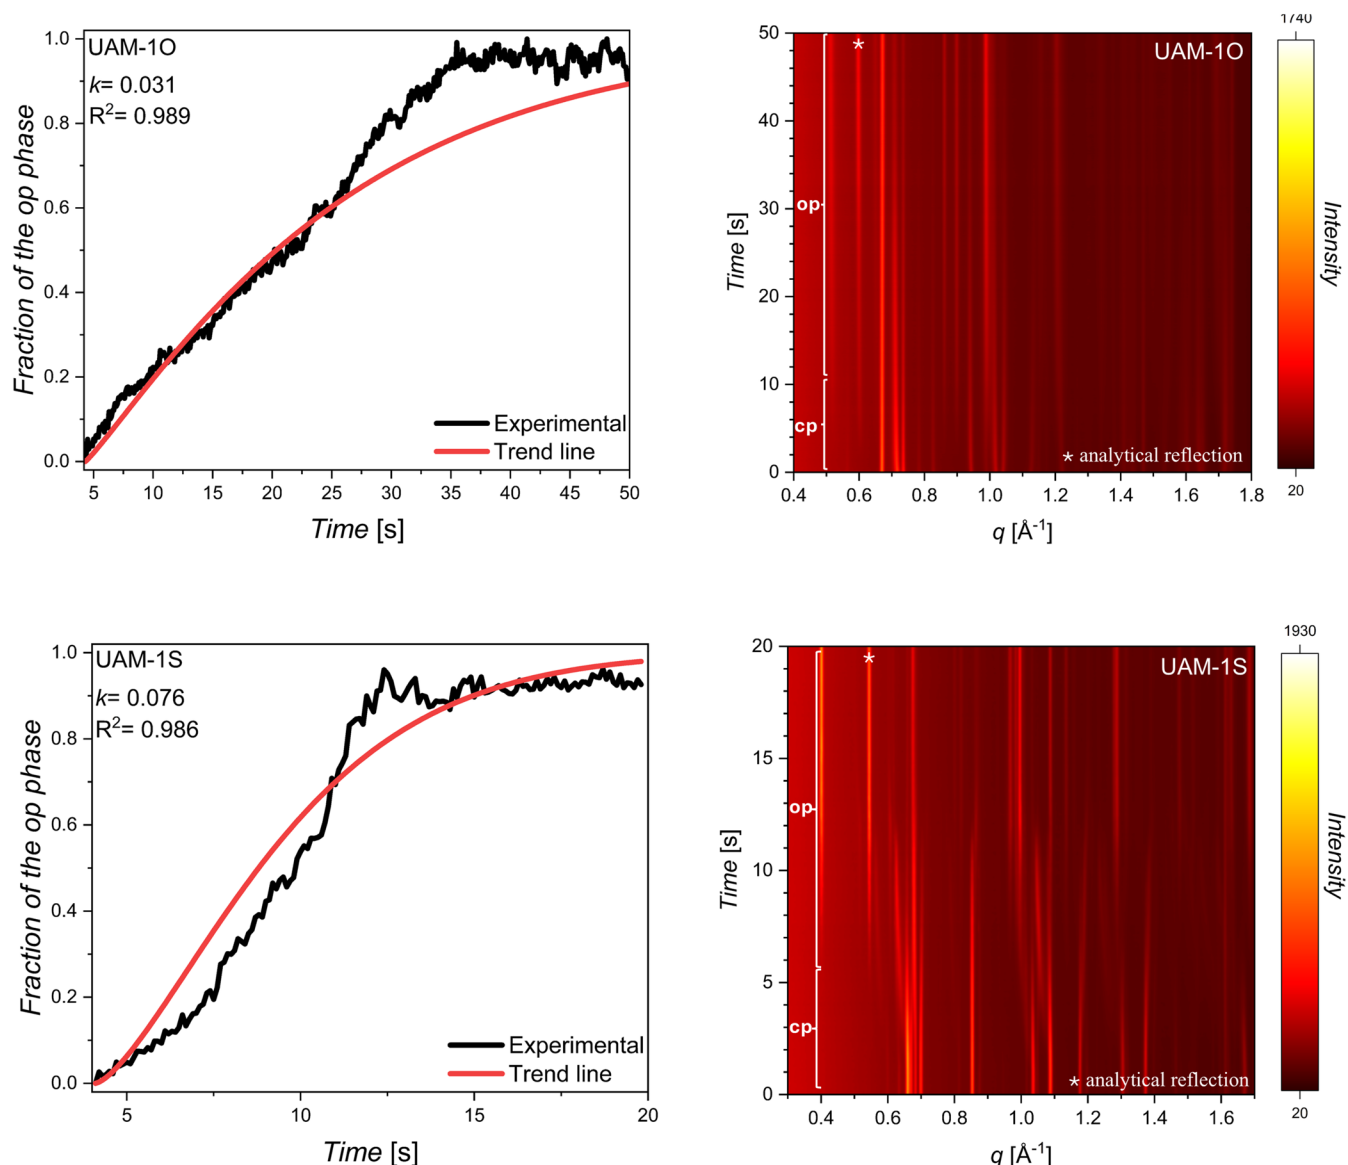 UAM-1O
k= 0.031
R²= 0.989
Fraction of the op phase
1.0
0.8
0.6
0.4
0.2
0.0
Experimental
Trend line
5 10 15 20 25 30 35 40 45 50
Time [s]
UAM-1O
*
50
40
30
20
10
0
Time [s]
op
cp
* analytical reflection
0.4 0.6 0.8 1.0 1.2 1.4 1.6 1.8
q [Å⁻¹]
1740
Intensity
20
UAM-1S
k= 0.076
R²= 0.986
Fraction of the op phase
1.0
0.8
0.6
0.4
0.2
0.0
Experimental
Trend line
5 10 15 20
Time [s]
UAM-1S
*
20
15
10
5
0
Time [s]
op
cp
* analytical reflection
0.4 0.6 0.8 1.0 1.2 1.4 1.6
q [Å⁻¹]
1930
Intensity
20